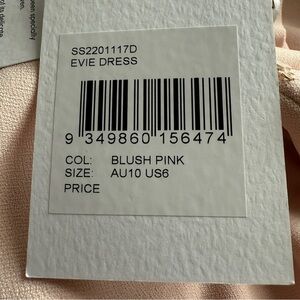 SS2201117D
EVIE DRESS
9 349860 156474
COL: BLUSH PINK
SIZE: AU10 US6
PRICE